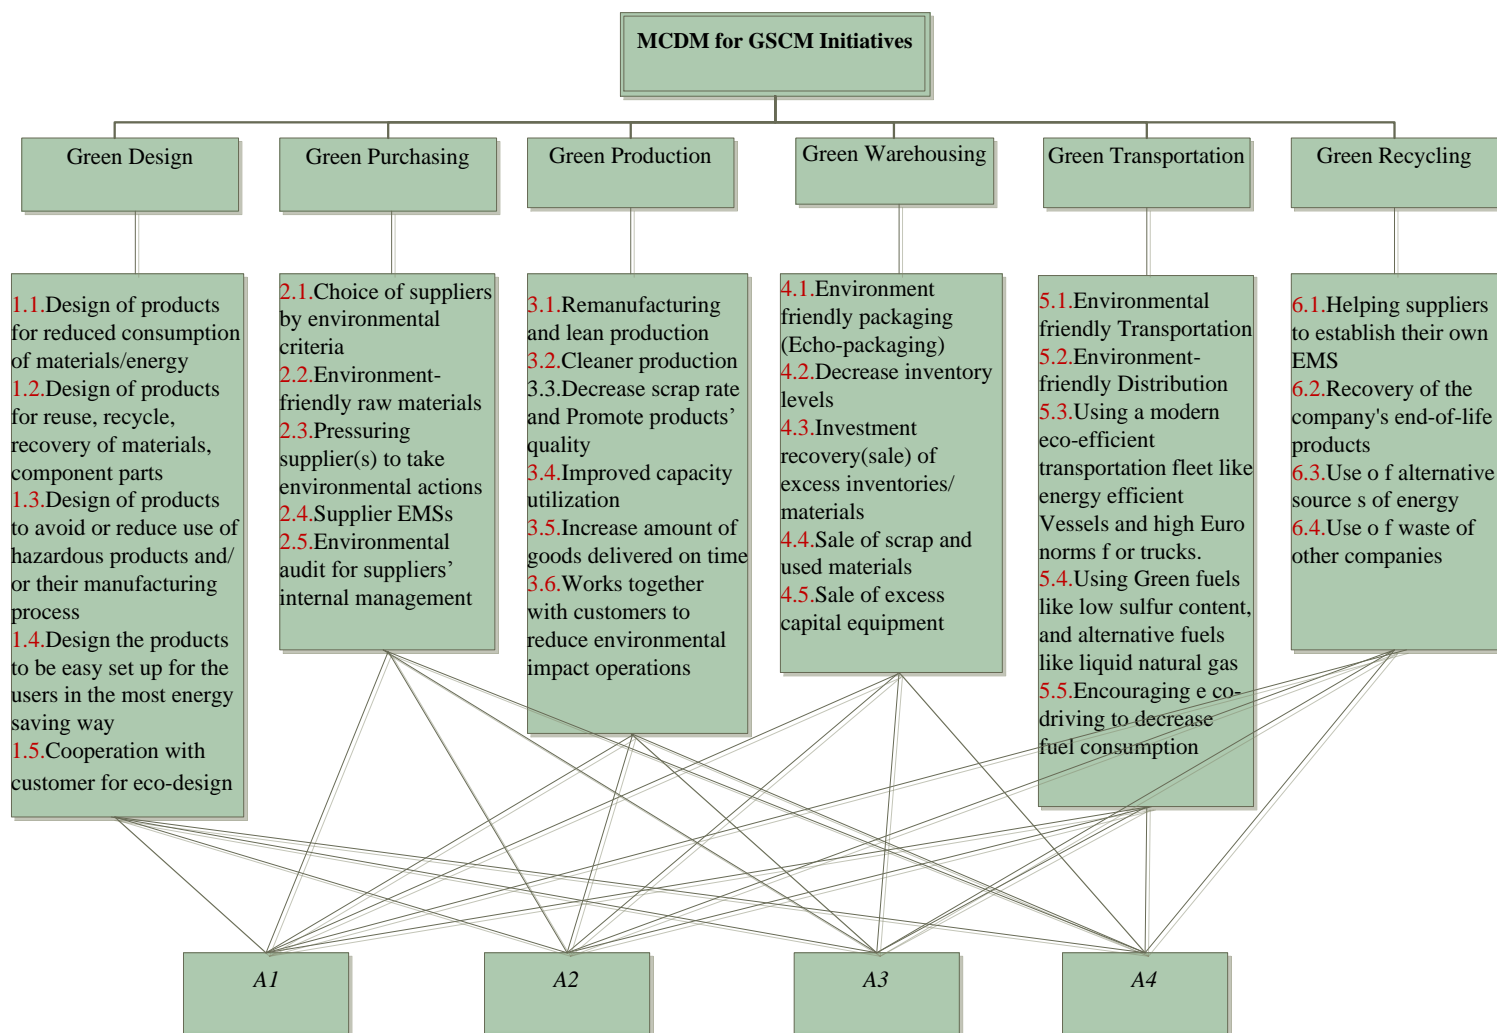 MCDM for GSCM Initiatives
Green Design
Green Purchasing
Green Production
Green Warehousing
Green Transportation
Green Recycling
1.1.Design of products
for reduced consumption
of materials/energy
1.2.Design of products
for reuse, recycle,
recovery of materials,
component parts
1.3.Design of products
to avoid or reduce use of
hazardous products and/
or their manufacturing
process
1.4.Design the products
to be easy set up for the
users in the most energy
saving way
1.5.Cooperation with
customer for eco-design
2.1.Choice of suppliers
by environmental
criteria
2.2.Environment-
friendly raw materials
2.3.Pressuring
supplier(s) to take
environmental actions
2.4.Supplier EMSs
2.5.Environmental
audit for suppliers’
internal management
3.1.Remanufacturing
and lean production
3.2.Cleaner production
3.3.Decrease scrap rate
and Promote products’
quality
3.4.Improved capacity
utilization
3.5.Increase amount of
goods delivered on time
3.6.Works together
with customers to
reduce environmental
impact operations
4.1.Environment
friendly packaging
(Echo-packaging)
4.2.Decrease inventory
levels
4.3.Investment
recovery(sale) of
excess inventories/
materials
4.4.Sale of scrap and
used materials
4.5.Sale of excess
capital equipment
5.1.Environmental
friendly Transportation
5.2.Environment-
friendly Distribution
5.3.Using a modern
eco-efficient
transportation fleet like
energy efficient
Vessels and high Euro
norms f or trucks.
5.4.Using Green fuels
like low sulfur content,
and alternative fuels
like liquid natural gas
5.5.Encouraging e co-
driving to decrease
fuel consumption
6.1.Helping suppliers
to establish their own
EMS
6.2.Recovery of the
company's end-of-life
products
6.3.Use o f alternative
source s of energy
6.4.Use o f waste of
other companies
A1
A2
A3
A4